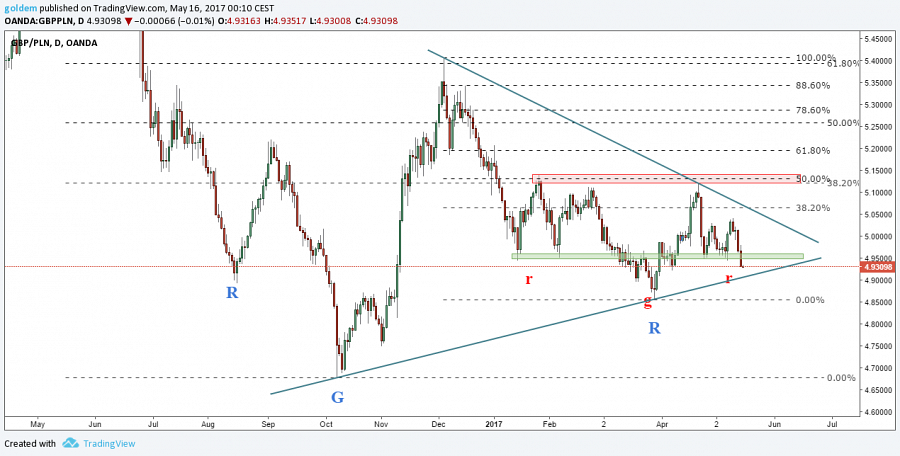 goldem published on TradingView.com, May 16, 2017 00:10 CEST
OANDA:GBPPLN, D 4.93098 ▼ −0.00066 (−0.01%) O:4.93163 H:4.93517 L:4.93008 C:4.93098
GBP/PLN, D, OANDA
5.45000
100.00%
61.80%
5.40000
5.35000
88.60%
5.30000
78.60%
50.00%
5.25000
61.80%
5.20000
5.15000
50.00%
38.20%
5.10000
38.20%
5.05000
5.00000
4.95000
4.93098
r
r
R
4.90000
g
0.00%
4.85000
R
4.80000
4.75000
4.70000
0.00%
4.65000
G
4.60000
May Jun Jul Aug Sep Oct Nov Dec 2017 Feb 2 Apr 2 Jun Jul
Created with TradingView